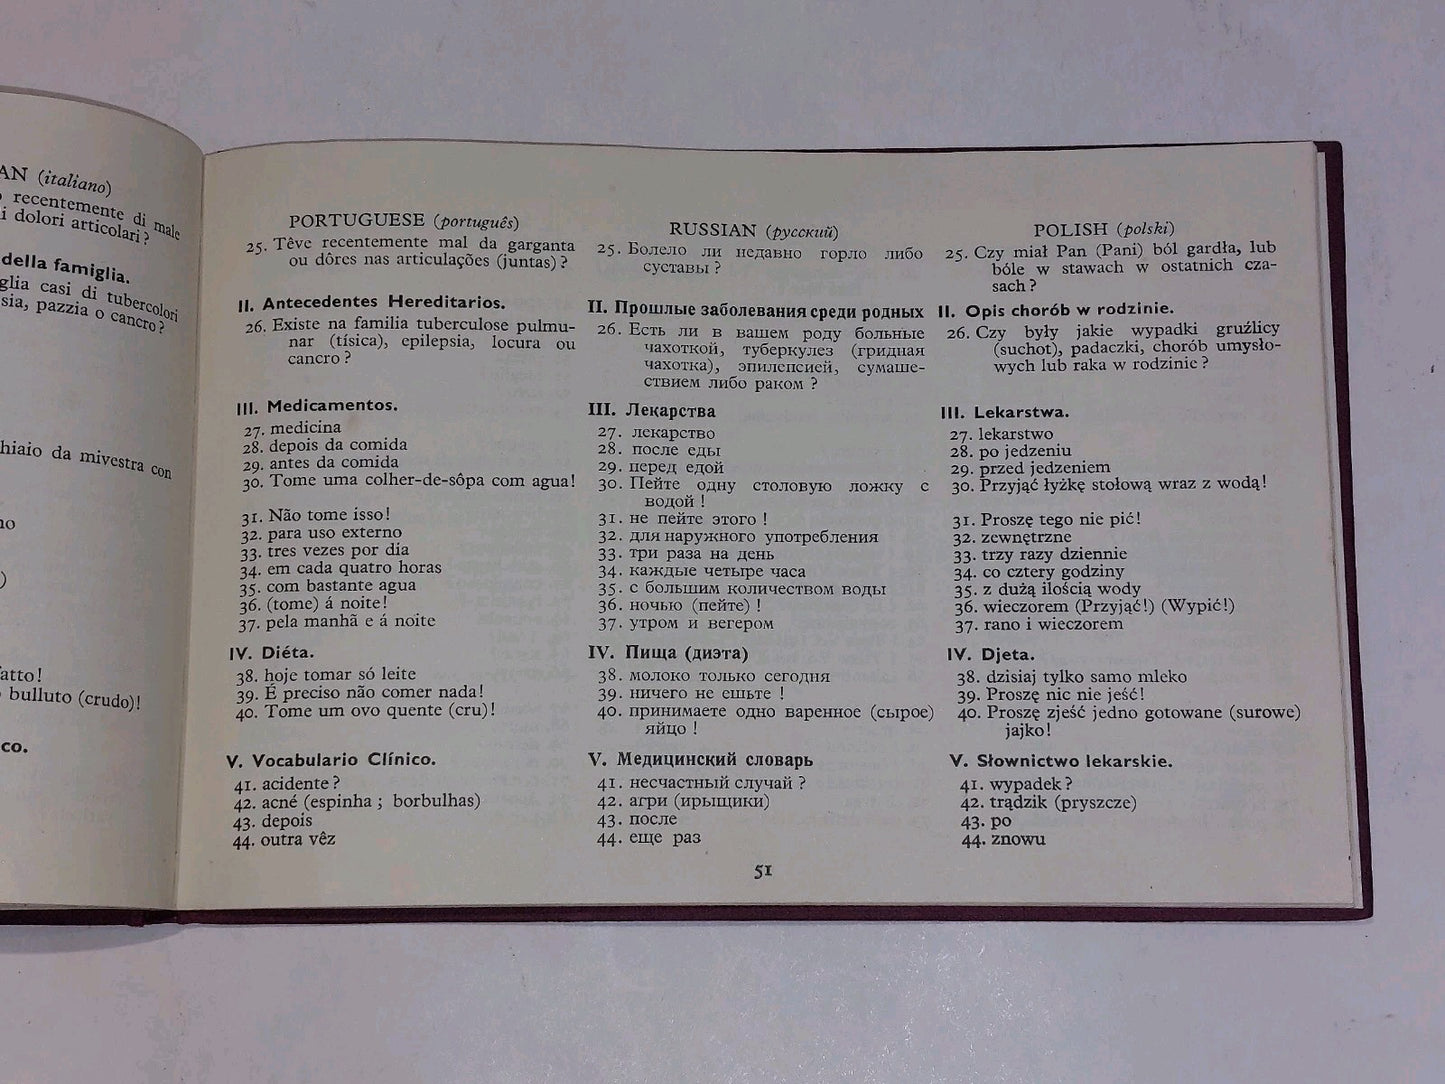 AN (italiano)
recentemente di male
i dolori articolari?
della famiglia.
glia casi di tubercolori
sia, pazzia o cancro?
hiaio da mivestra con
no
)
fatto!
bulluto (crudo)!
co.
PORTUGUESE (português)
25. Têve recentemente mal da garganta
ou dôres nas articulações (juntas)?
II. Antecedentes Hereditarios.
26. Existe na familia tuberculose pulmu-
nar (tísica), epilepsia, locura ou
cancro?
III. Medicamentos.
27. medicina
28. depois da comida
29. antes da comida
30. Tome uma colher-de-sôpa com agua!
31. Não tome isso!
32. para uso externo
33. tres vezes por día
34. em cada quatro horas
35. com bastante agua
36. (tome) á noite!
37. pela manhã e á noite
IV. Diéta.
38. hoje tomar só leite
39. É preciso não comer nada!
40. Tome um ovo quente (cru)!
V. Vocabulario Clínico.
41. acidente?
42. acné (espinha; borbulhas)
43. depois
44. outra vêz
RUSSIAN (русский)
25. Болело ли недавно горло либо
суставы?
II. Прошлые заболевания среди родных
26. Есть ли в вашем роду больные
чахоткой, туберкулез (гридная
чахотка), эпилепсией, сумаше-
ствием либо раком?
III. Лекарства
27. лекарство
28. после еды
29. перед едой
30. Пейте одну столовую ложку с
водой!
31. не пейте этого!
32. для наружного употребления
33. три раза на день
34. каждые четыре часа
35. с большим количеством воды
36. ночью (пейте)!
37. утром и вегером
IV. Пища (диэта)
38. молоко только сегодня
39. ничего не ешьте!
40. принимаете одно варенное (сырое)
яйцо!
V. Медицинский словарь
41. несчастный случай?
42. агри (ирыщики)
43. после
44. еще раз
POLISH (polski)
25. Czy miał Pan (Pani) ból gardła, lub
bóle w stawach w ostatnich cza-
sach?
II. Opis chorób w rodzinie.
26. Czy były jakie wypadki gruźlicy
(suchot), padaczki, chorób umysło-
wych lub raka w rodzinie?
III. Lekarstwa.
27. lekarstwo
28. po jedzeniu
29. przed jedzeniem
30. Przyjąć łyżkę stołową wraz z wodą!
31. Proszę tego nie pić!
32. zewnętrzne
33. trzy razy dziennie
34. co cztery godziny
35. z dużą ilością wody
36. wieczorem (Przyjąć!) (Wypić!)
37. rano i wieczorem
IV. Djeta.
38. dzisiaj tylko samo mleko
39. Proszę nic nie jeść!
40. Proszę zjeść jedno gotowane (surowe)
jajko!
V. Słownictwo lekarskie.
41. wypadek?
42. trądzik (pryszcze)
43. po
44. znowu
51